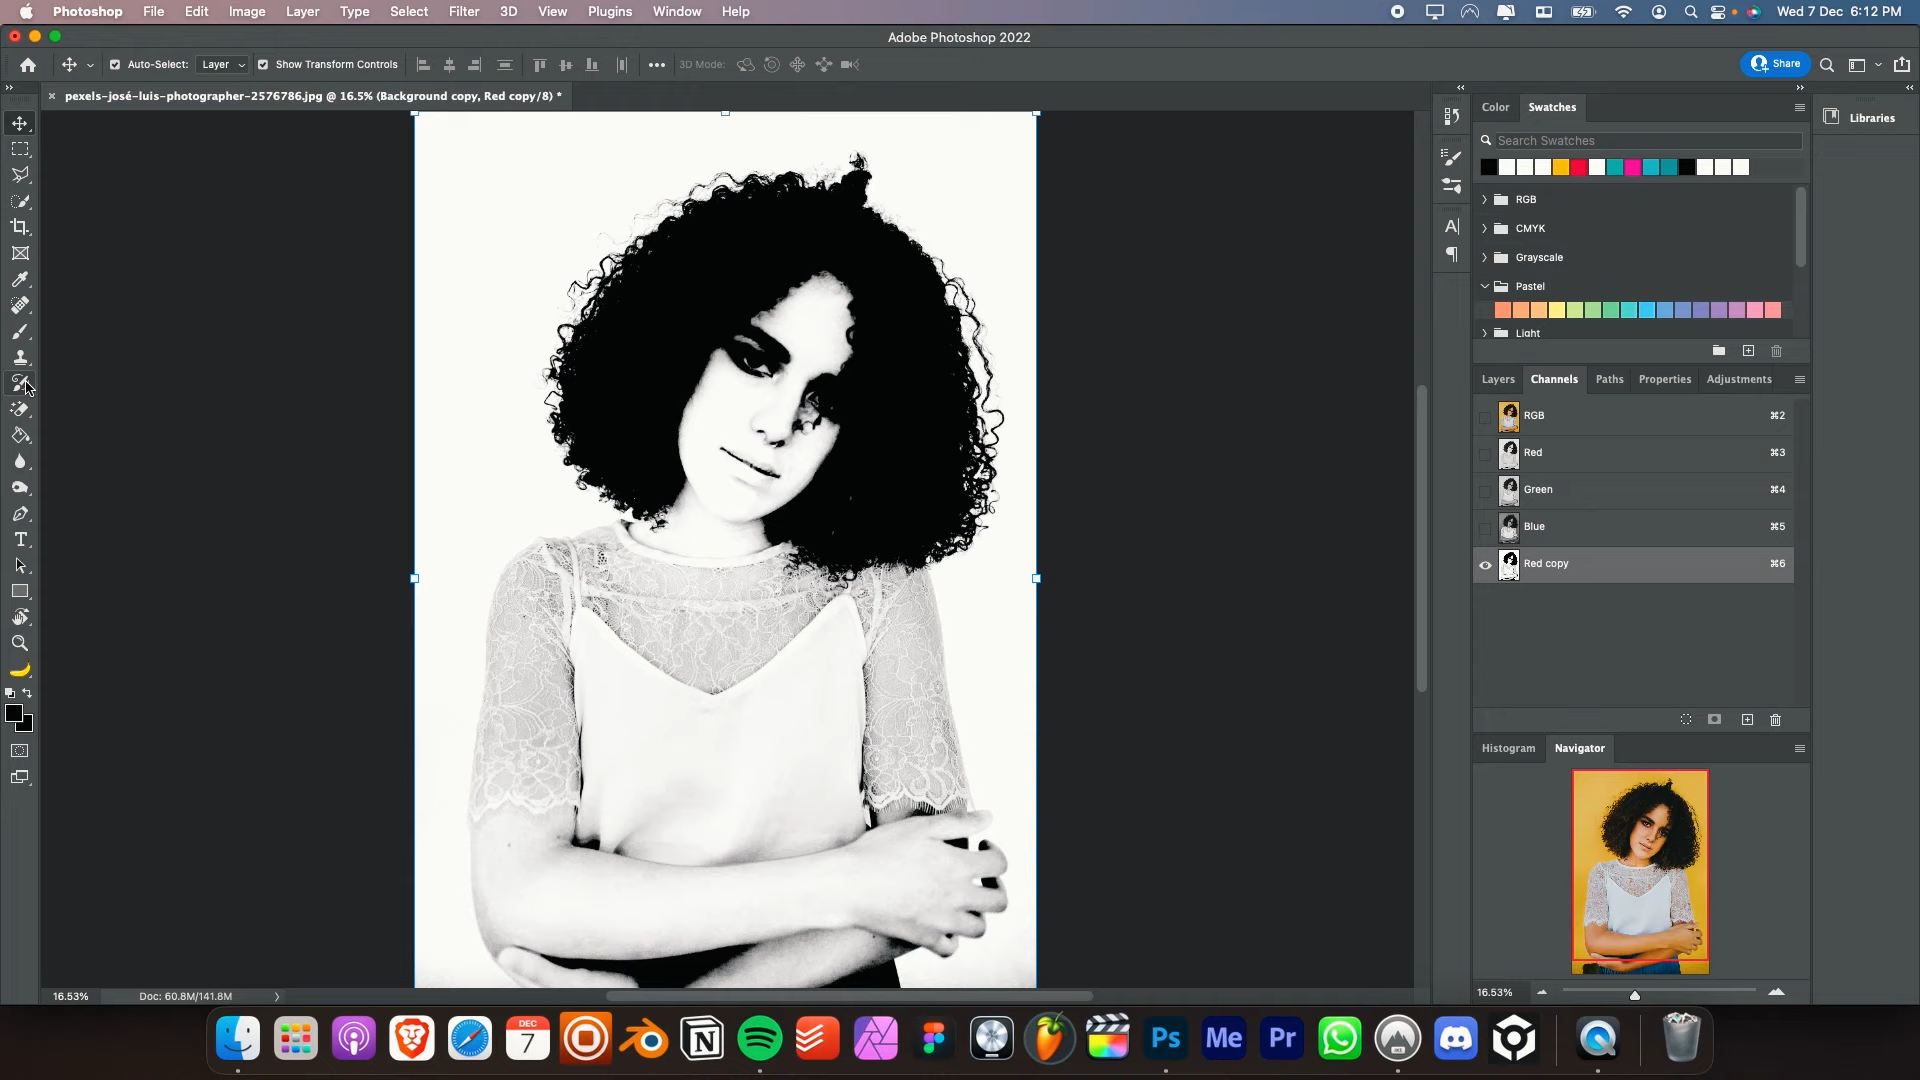 Photoshop File Edit Image Layer Type Select Filter 3D View Plugins Window Help Wed 7 Dec 6:12 PM
Adobe Photoshop 2022
Auto-Select: Layer Show Transform Controls 3D Mode: Share
pexels-josé-luis-photographer-2576786.jpg @ 16.5% (Background copy, Red copy/8) *
Color Swatches
Libraries
Search Swatches
RGB
CMYK
Grayscale
Pastel
Light
Layers Channels Paths Properties Adjustments
RGB ⌘2
Red ⌘3
Green ⌘4
Blue ⌘5
Red copy ⌘6
Histogram Navigator
16.53% Doc: 60.8M/141.8M
16.53%
DEC
7
Ps Me Pr